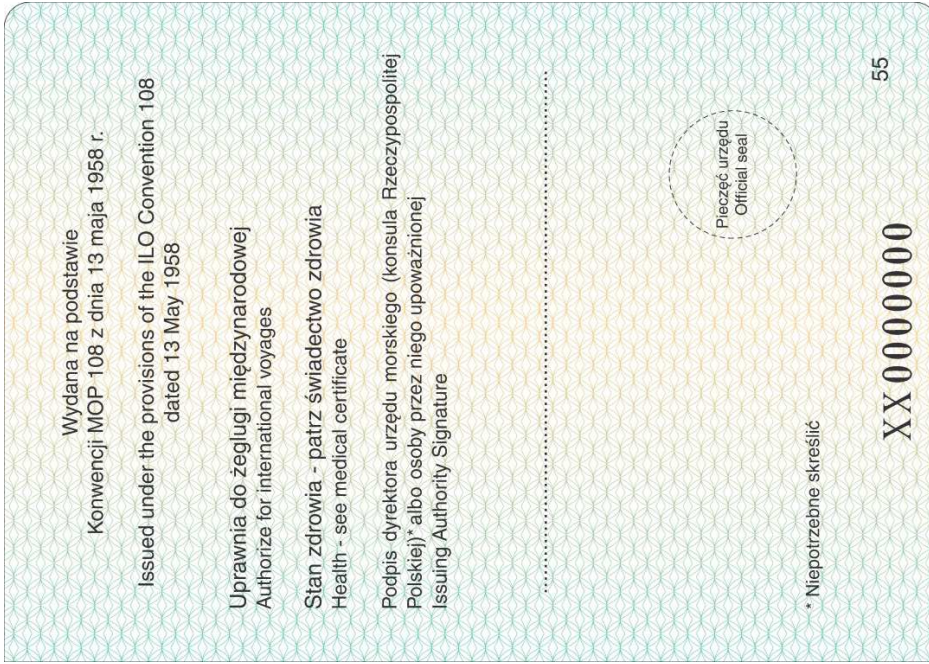 Wydana na podstawie
Konwencji MOP 108 z dnia 13 maja 1958 r.
Issued under the provisions of the ILO Convention 108
dated 13 May 1958
Uprawnia do żeglugi międzynarodowej
Authorize for international voyages
Stan zdrowia - patrz świadectwo zdrowia
Health - see medical certificate
Podpis dyrektora urzędu morskiego (konsula Rzeczypospolitej
Polskiej)* albo osoby przez niego upoważnionej
Issuing Authority Signature
Pieczęć urzędu
Official seal
* Niepotrzebne skreślić
XX0000000
55